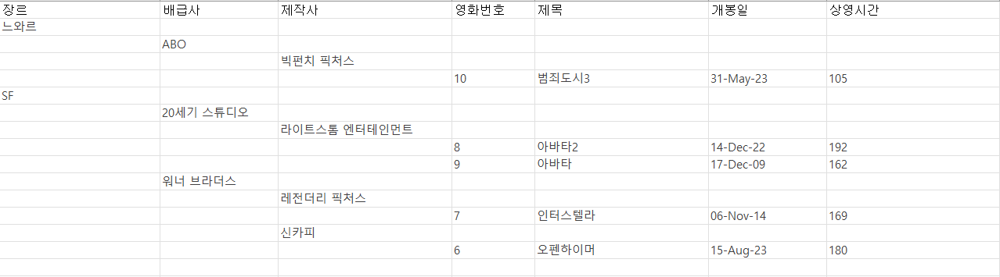 장르 배급사 제작사 영화번호 제목 개봉일 상영시간
느와르
ABO
빅펀치 픽처스
10 범죄도시3 31-May-23 105
SF
20세기 스튜디오
라이트스톰 엔터테인먼트
8 아바타2 14-Dec-22 192
9 아바타 17-Dec-09 162
워너 브라더스
레전더리 픽처스
7 인터스텔라 06-Nov-14 169
신카피
6 오펜하이머 15-Aug-23 180